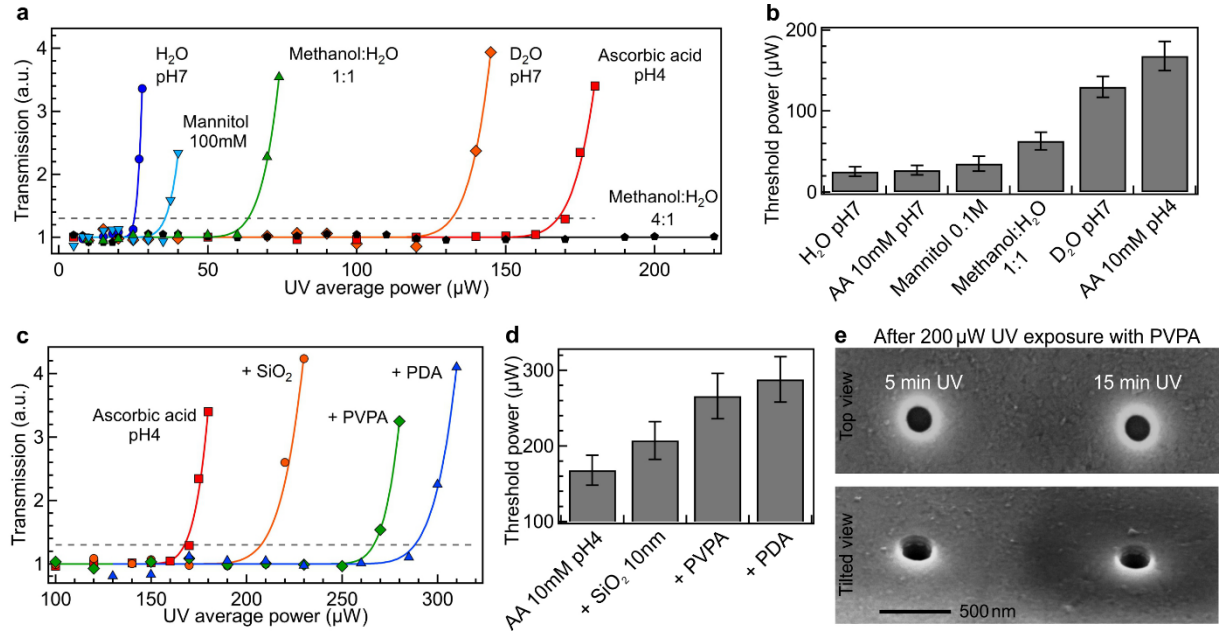 a
Transmission (a.u.)
4
3
2
1
H₂O
pH7
Mannitol
100mM
Methanol:H₂O
1:1
D₂O
pH7
Ascorbic acid
pH4
Methanol:H₂O
4:1
0
50
100
150
200
UV average power (µW)
b
Threshold power (µW)
200
100
0
H₂O pH7
AA 10mM pH7
Mannitol 0.1M
Methanol:H₂O
1:1
D₂O pH7
AA 10mM pH4
c
Transmission (a.u.)
4
3
2
1
Ascorbic acid
pH4
+ SiO₂
+ PVPA
+ PDA
100
150
200
250
300
UV average power (µW)
d
Threshold power (µW)
300
200
100
AA 10mM pH4
+ SiO₂ 10nm
+ PVPA
+ PDA
e
After 200 µW UV exposure with PVPA
Top view
5 min UV
15 min UV
Tilted view
500 nm